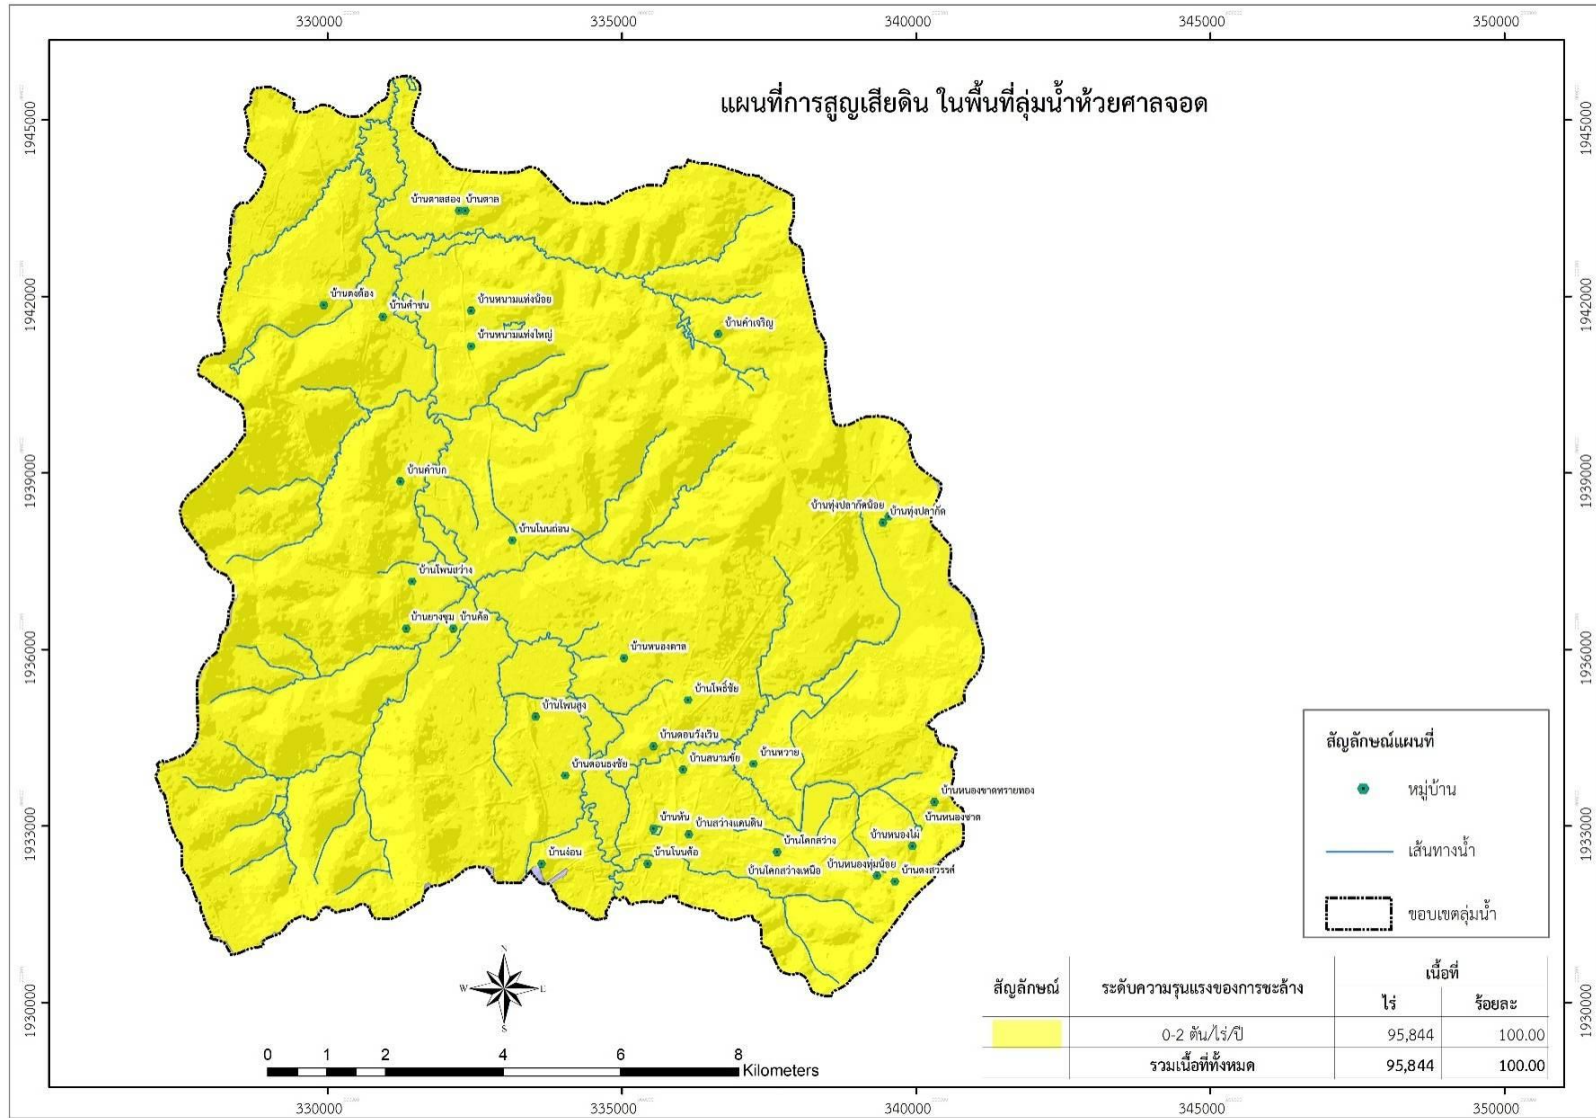 330000 335000 340000 345000 350000
แผนที่การสูญเสียดิน ในพื้นที่ลุ่มน้ำห้วยศาลจอด
1945000 1945000
บ้านตาลสอง บ้านตาล
1942000 1942000
บ้านดงต้อง
บ้านคำซน
บ้านหนามแท่งน้อย
บ้านหนามแท่งใหญ่
บ้านคำเจริญ
1939000 1939000
บ้านคำบิก
บ้านทุ่งปลากัดน้อย บ้านทุ่งปลากัด
บ้านโนนถ่อน
บ้านโพนสว่าง
บ้านยางชุม บ้านค้อ
1936000 1936000
บ้านหนองตาล
บ้านโพธิ์ชัย
บ้านโพนสูง
บ้านดอนวังเวิน
บ้านสนามชัย
บ้านหวาย
บ้านดอนธงชัย
บ้านหนองชาดทรายทอง
บ้านหนองชาด
1933000 1933000
บ้านหัน
บ้านสว่างแดนดิน
บ้านโคกสว่าง
บ้านหนองไผ่
บ้านง่อน
บ้านโนนค้อ
บ้านโคกสว่างเหนือ
บ้านหนองทุ่มน้อย
บ้านดงสวรรค์
1930000 1930000
สัญลักษณ์แผนที่
หมู่บ้าน
เส้นทางน้ำ
ขอบเขตลุ่มน้ำ
N
W E
S
0 1 2 4 6 8
Kilometers
สัญลักษณ์ ระดับความรุนแรงของการชะล้าง เนื้อที่
ไร่ ร้อยละ
0-2 ตัน/ไร่/ปี 95,844 100.00
รวมเนื้อที่ทั้งหมด 95,844 100.00
330000 335000 340000 345000 350000